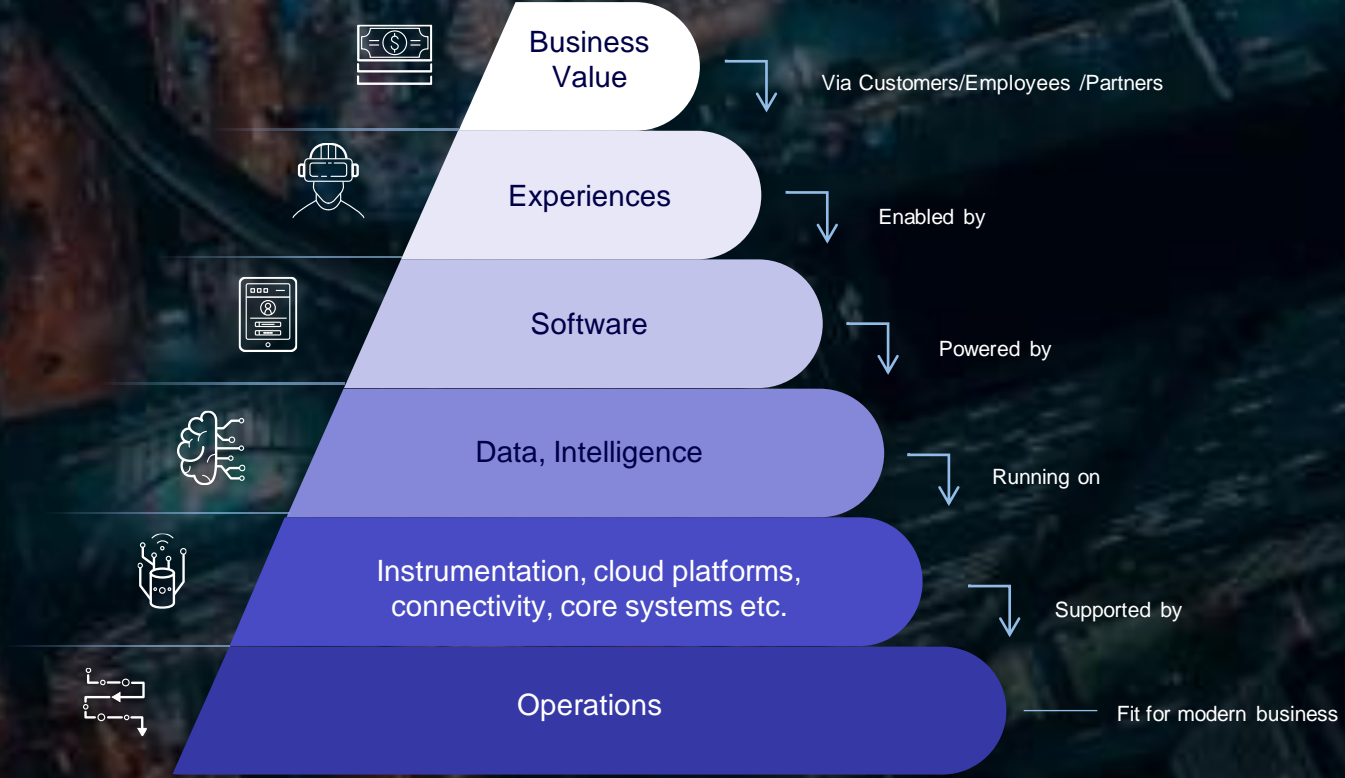 Business
Value
Via Customers/Employees /Partners
Experiences
Enabled by
Software
Powered by
Data, Intelligence
Running on
Instrumentation, cloud platforms,
connectivity, core systems etc.
Supported by
Operations
Fit for modern business